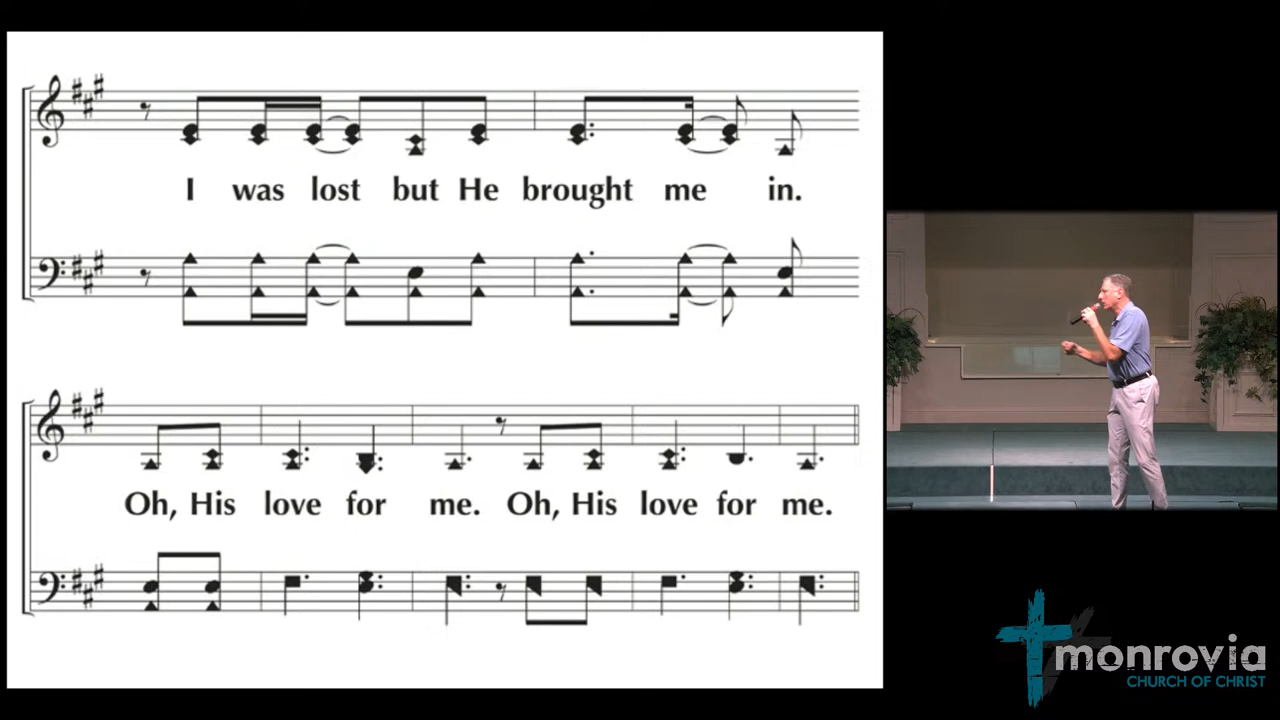 I was lost but He brought me in.
Oh, His love for me. Oh, His love for me.
monrovia
CHURCH OF CHRIST